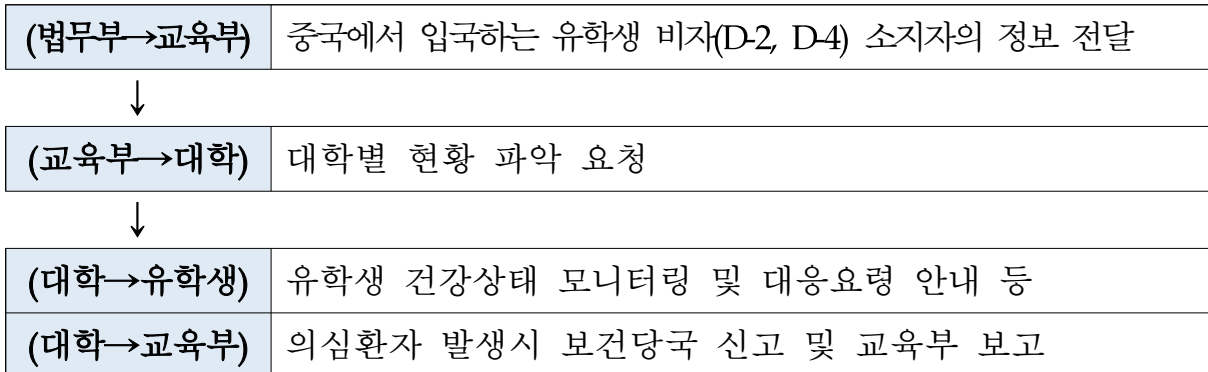 (법무부→교육부) 중국에서 입국하는 유학생 비자(D-2, D-4) 소지자의 정보 전달
↓
(교육부→대학) 대학별 현황 파악 요청
↓
(대학→유학생) 유학생 건강상태 모니터링 및 대응요령 안내 등
(대학→교육부) 의심환자 발생시 보건당국 신고 및 교육부 보고